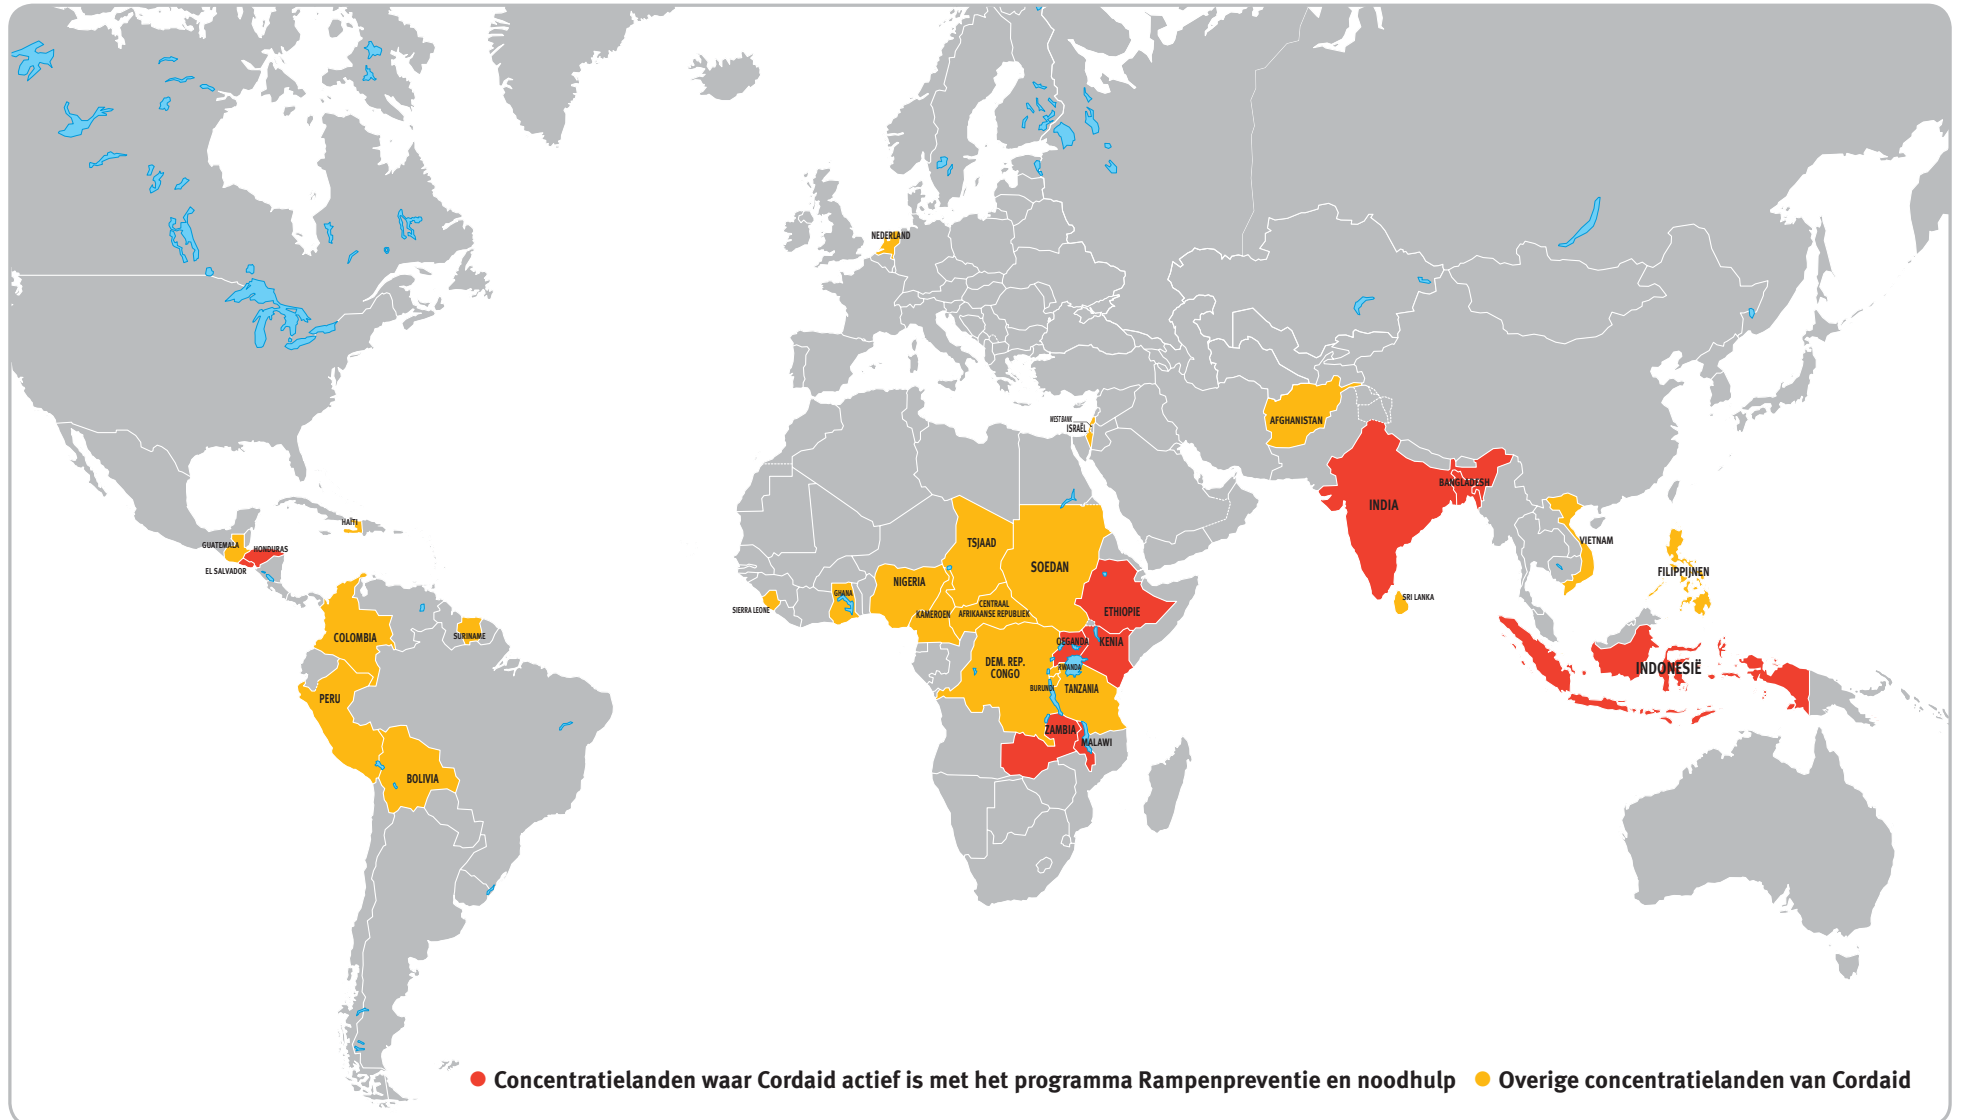 NEDERLAND
WESTBANK
ISRAËL
AFGHANISTAN
BANGLADESH
INDIA
HAÏTI
GUATEMALA
HONDURAS
EL SALVADOR
TSJAAD
SOEDAN
NIGERIA
GHANA
SIERRA LEONE
KAMEROEN
CENTRAAL
AFRIKAANSE REPUBLIEK
ETHIOPIE
VIETNAM
FILIPPIJNEN
SRI LANKA
COLOMBIA
SURINAME
OEGANDA
KENIA
DEM. REP.
CONGO
RWANDA
BURUNDI
TANZANIA
INDONESIË
PERU
ZAMBIA
MALAWI
BOLIVIA
Concentratielanden waar Cordaid actief is met het programma Rampenpreventie en noodhulp
Overige concentratielanden van Cordaid